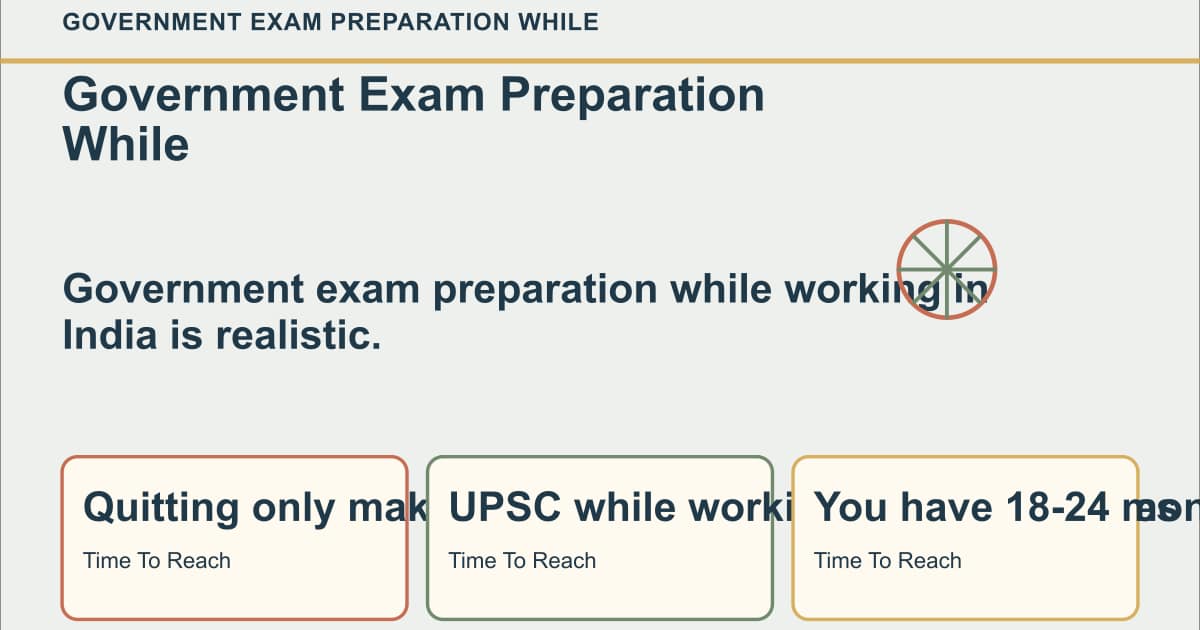 GOVERNMENT EXAM PREPARATION WHILE
Government Exam Preparation
While
Government exam preparation while working in
India is realistic.
Quitting only mak
Time To Reach
UPSC while worki
Time To Reach
You have 18-24
Time To Reach